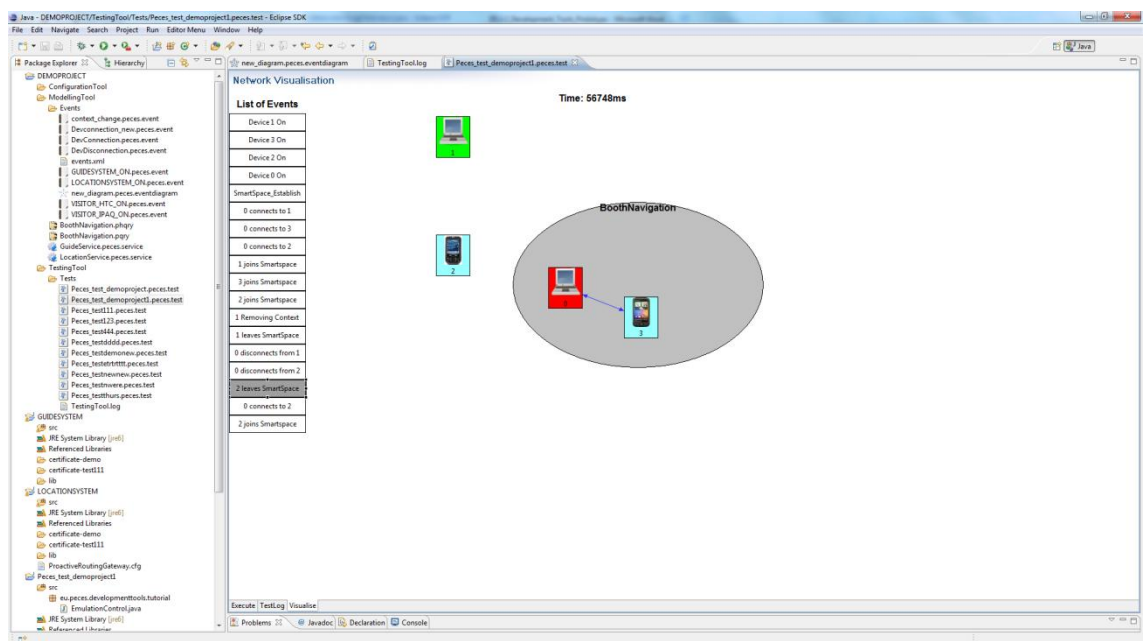 Java - DEMOPROJECT/TestingTool/Tests/Peces_test_demoproject1.peces.test - Eclipse SDK
File Edit Navigate Search Project Run Editor Menu Window Help
Java
Package Explorer
Hierarchy
new_diagram.peces.eventdiagram
TestingTool.log
Peces_test_demoproject1.peces.test
DEMOPROJECT
ConfigurationTool
ModellingTool
Events
context_change.peces.event
Devconnection_new.peces.event
DevConnection.peces.event
DevDisconnection.peces.event
events.xml
GUIDESYSTEM_ON.peces.event
LOCATIONSYSTEM_ON.peces.event
new_diagram.peces.eventdiagram
VISITOR_HTC_ON.peces.event
VISITOR_IPAQ_ON.peces.event
BoothNavigation.phqry
BoothNavigation.pqry
GuideService.peces.service
LocationService.peces.service
TestingTool
Tests
Peces_test_demoproject.peces.test
Peces_test_demoproject1.peces.test
Peces_test111.peces.test
Peces_test123.peces.test
Peces_test444.peces.test
Peces_testdddd.peces.test
Peces_testdemonew.peces.test
Peces_testnewnew.peces.test
Peces_testnwere.peces.test
Peces_testthurs.peces.test
TestingTool.log
GUIDESYSTEM
src
JRE System Library [jre6]
Referenced Libraries
certificate-demo
certificate-test111
lib
LOCATIONSYSTEM
src
JRE System Library [jre6]
Referenced Libraries
certificate-demo
certificate-test111
lib
ProactiveRoutingGateway.cfg
Peces_test_demoproject1
src
eu.peces.developmenttools.tutorial
EmulationControl.java
JRE System Library [jre6]
Referenced Libraries
Network Visualisation
List of Events
Device 1 On
Device 3 On
Device 2 On
Device 0 On
SmartSpace_Establish
0 connects to 1
0 connects to 3
0 connects to 2
1 joins Smartspace
3 joins Smartspace
2 joins Smartspace
1 Removing Context
1 leaves SmartSpace
0 disconnects from 1
0 disconnects from 2
2 leaves SmartSpace
0 connects to 2
2 joins Smartspace
Time: 56748ms
1
2
BoothNavigation
0
3
Execute TestLog Visualise
Problems Javadoc Declaration Console